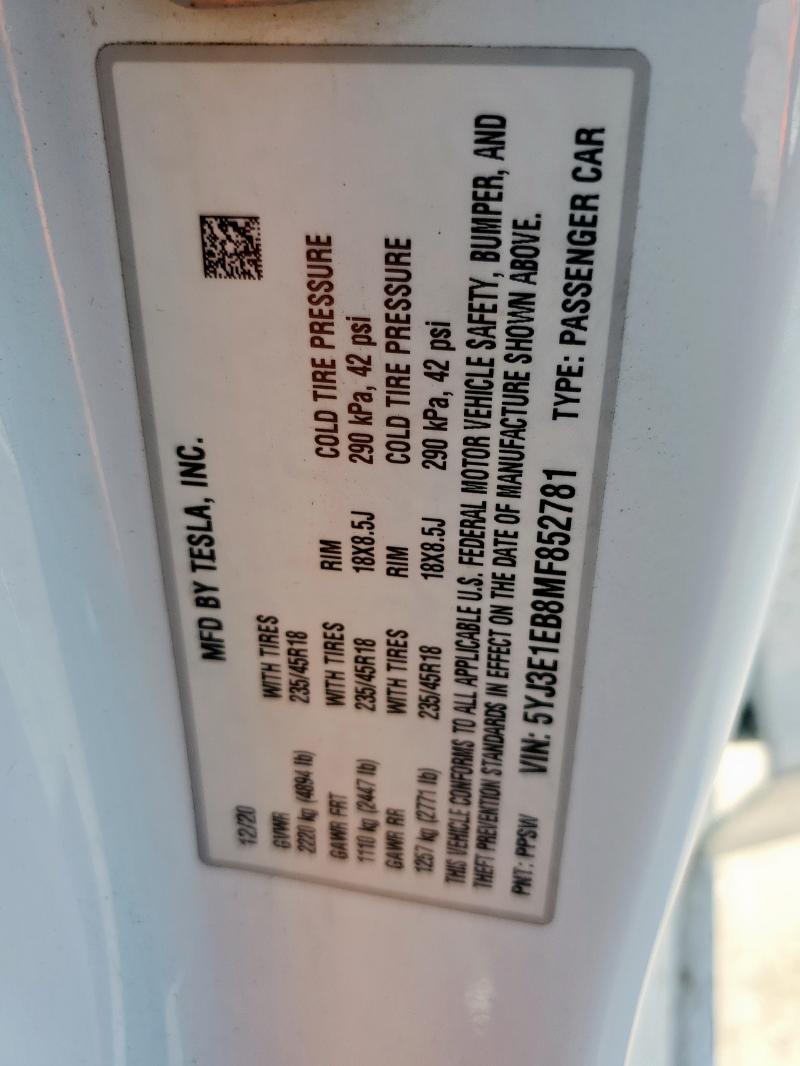 MFD BY TESLA, INC.
12/20
GVWR WITH TIRES
2220 kg (4894 lb) 235/45R18
GAWR FRT WITH TIRES RIM COLD TIRE PRESSURE
1110 kg (2447 lb) 235/45R18 18X8.5J 290 kPa, 42 psi
GAWR RR WITH TIRES RIM COLD TIRE PRESSURE
1257 kg (2771 lb) 235/45R18 18X8.5J 290 kPa, 42 psi
THIS VEHICLE CONFORMS TO ALL APPLICABLE U.S. FEDERAL MOTOR VEHICLE SAFETY, BUMPER, AND
THEFT PREVENTION STANDARDS IN EFFECT ON THE DATE OF MANUFACTURE SHOWN ABOVE.
PNT: PPSW VIN: 5YJ3E1EB8MF852781 TYPE: PASSENGER CAR